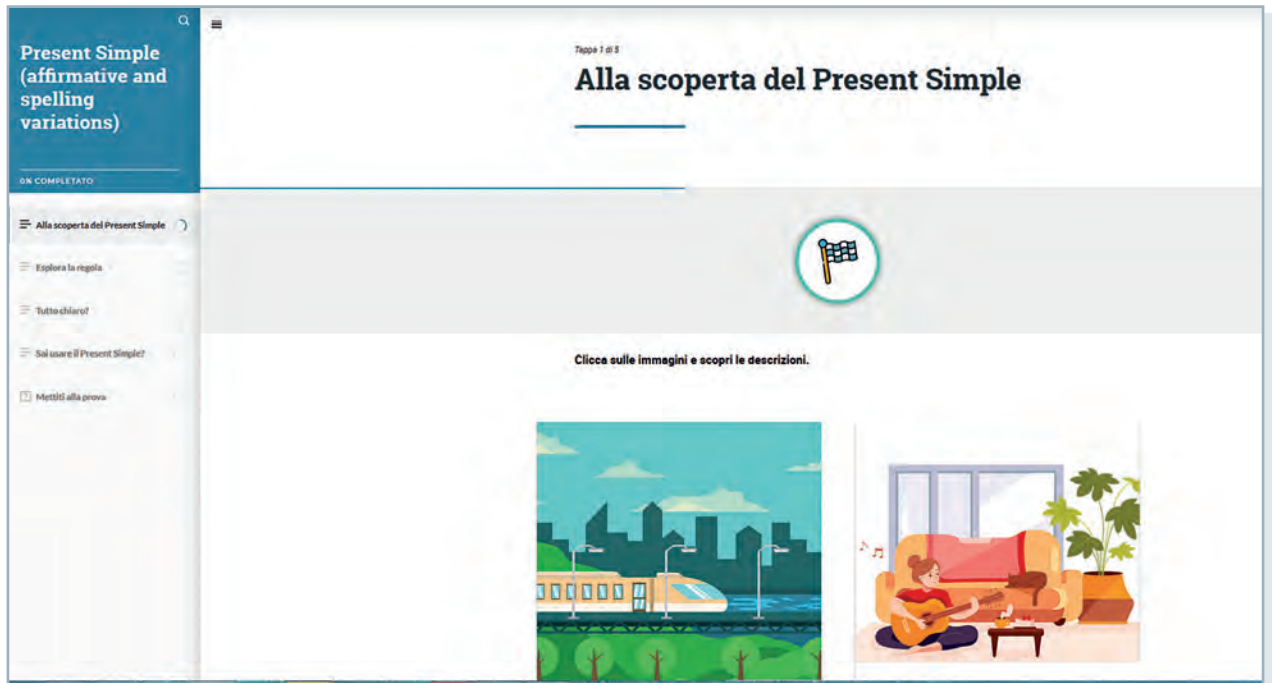 Present Simple
(affirmative and
spelling
variations)
0% COMPLETATO
Alla scoperta del Present Simple
Esplora la regola
Tutto chiaro?
Sai usare il Present Simple?
Mettiti alla prova
Tappa 1 di 5
Alla scoperta del Present Simple
Clicca sulle immagini e scopri le descrizioni.